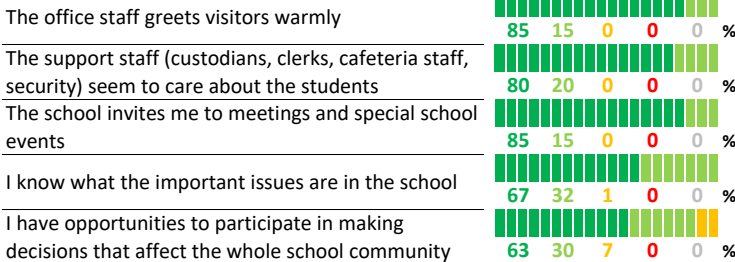 The office staff greets visitors warmly
85 15 0 0 0 %
The support staff (custodians, clerks, cafeteria staff,
security) seem to care about the students
80 20 0 0 0 %
The school invites me to meetings and special school
events
85 15 0 0 0 %
I know what the important issues are in the school
67 32 1 0 0 %
I have opportunities to participate in making
decisions that affect the whole school community
63 30 7 0 0 %